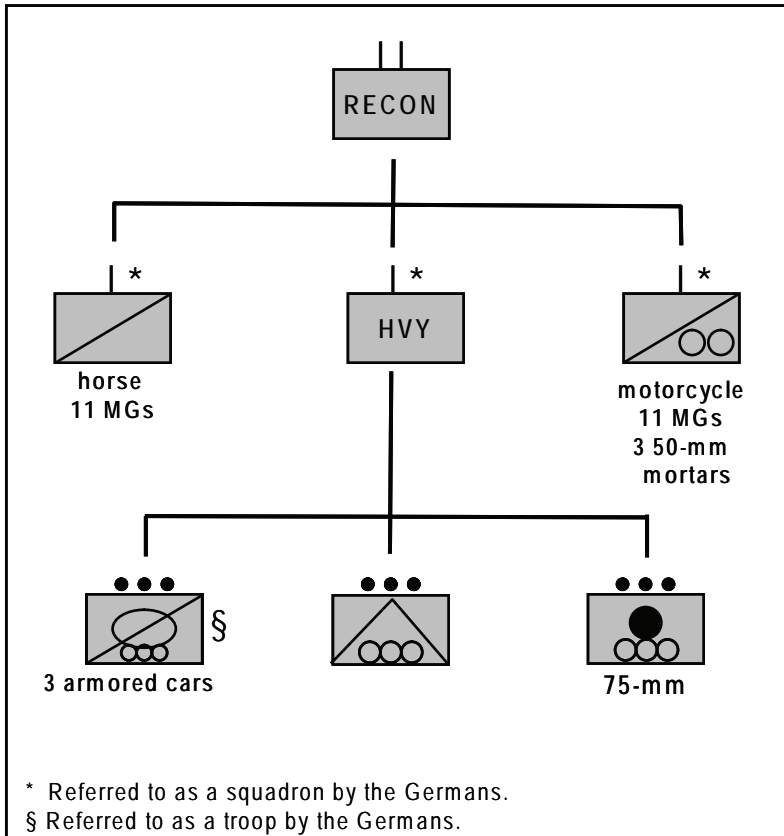 RECON
*
*
*
HVY
horse
11 MGs
motorcycle
11 MGs
3 50-mm
mortars
§
3 armored cars
75-mm
* Referred to as a squadron by the Germans.
§ Referred to as a troop by the Germans.